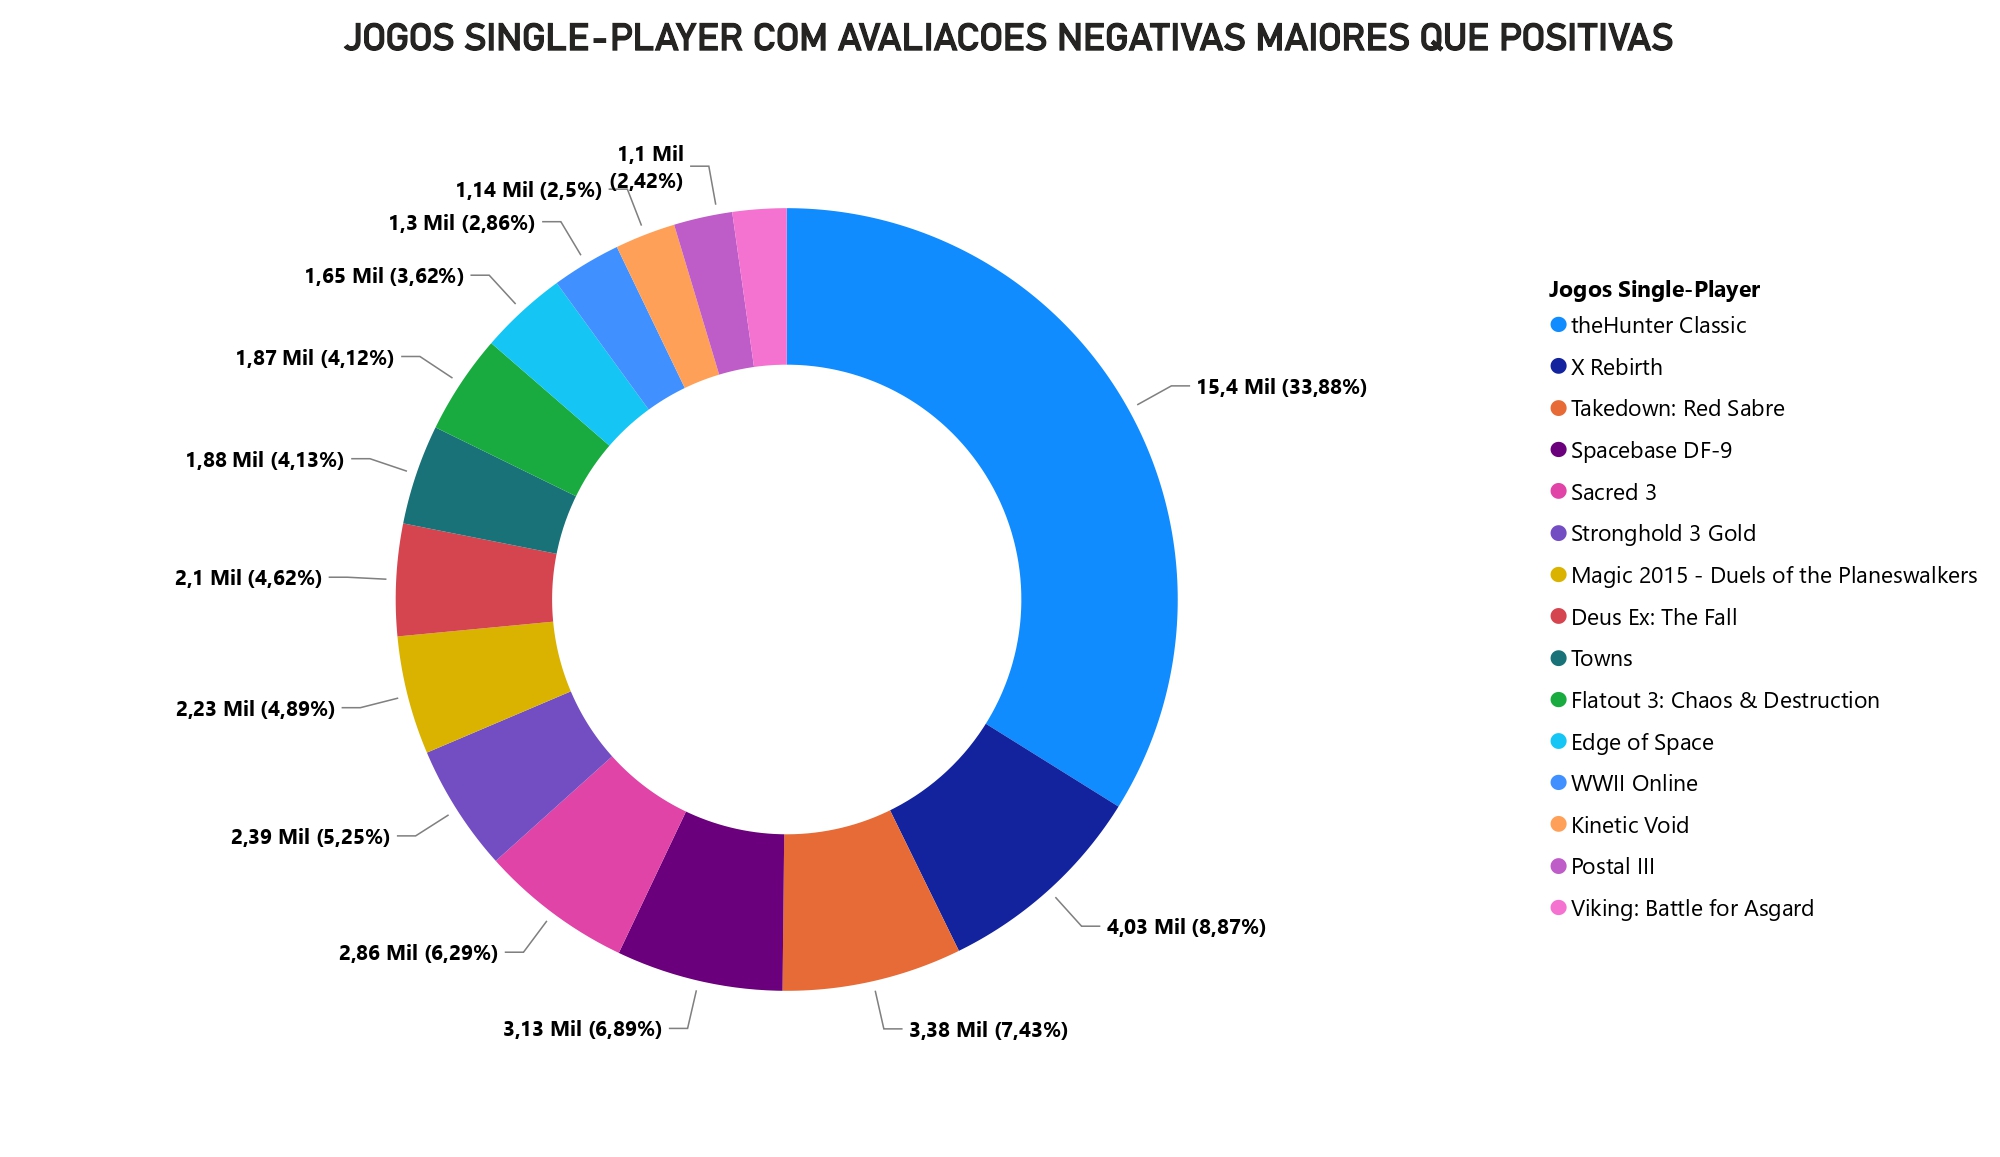 JOGOS SINGLE-PLAYER COM AVALIACOES NEGATIVAS MAIORES QUE POSITIVAS
1,1 Mil
(2,42%)
1,14 Mil (2,5%)
1,3 Mil (2,86%)
1,65 Mil (3,62%)
1,87 Mil (4,12%)
1,88 Mil (4,13%)
2,1 Mil (4,62%)
2,23 Mil (4,89%)
2,39 Mil (5,25%)
2,86 Mil (6,29%)
3,13 Mil (6,89%)
3,38 Mil (7,43%)
4,03 Mil (8,87%)
15,4 Mil (33,88%)
Jogos Single-Player
theHunter Classic
X Rebirth
Takedown: Red Sabre
Spacebase DF-9
Sacred 3
Stronghold 3 Gold
Magic 2015 - Duels of the Planeswalkers
Deus Ex: The Fall
Towns
Flatout 3: Chaos & Destruction
Edge of Space
WWII Online
Kinetic Void
Postal III
Viking: Battle for Asgard